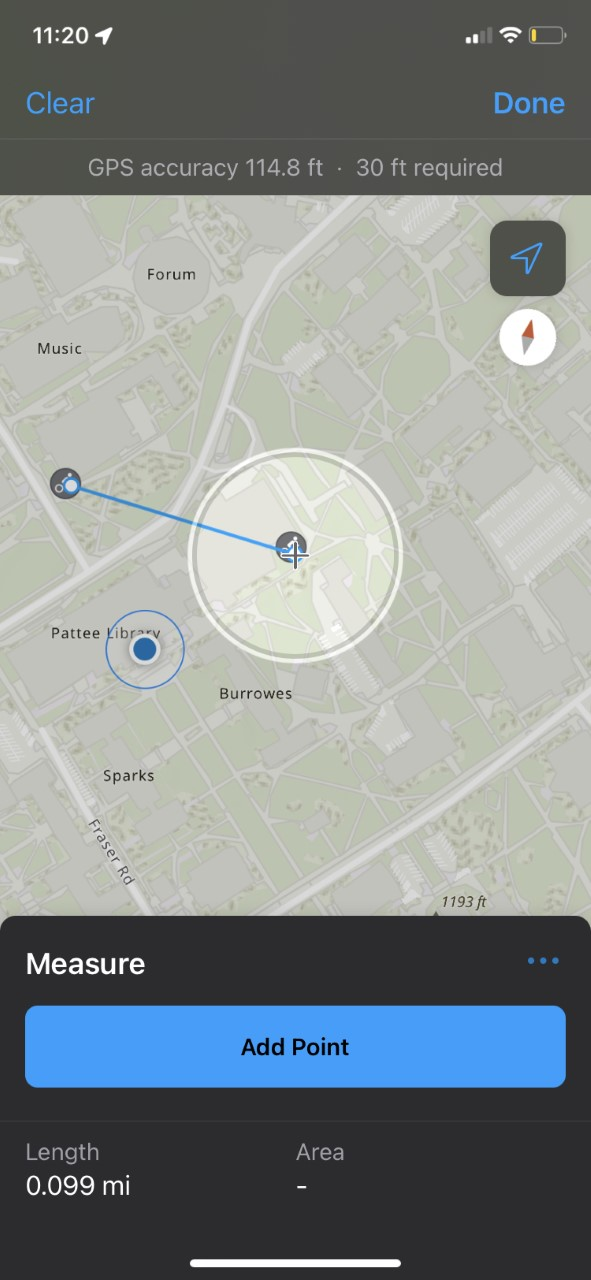 11:20
Clear
Done
GPS accuracy 114.8 ft · 30 ft required
Forum
Music
Pattee Library
Burrowes
Sparks
Fraser Rd
1193 ft
Measure
Add Point
Length
Area
0.099 mi
-